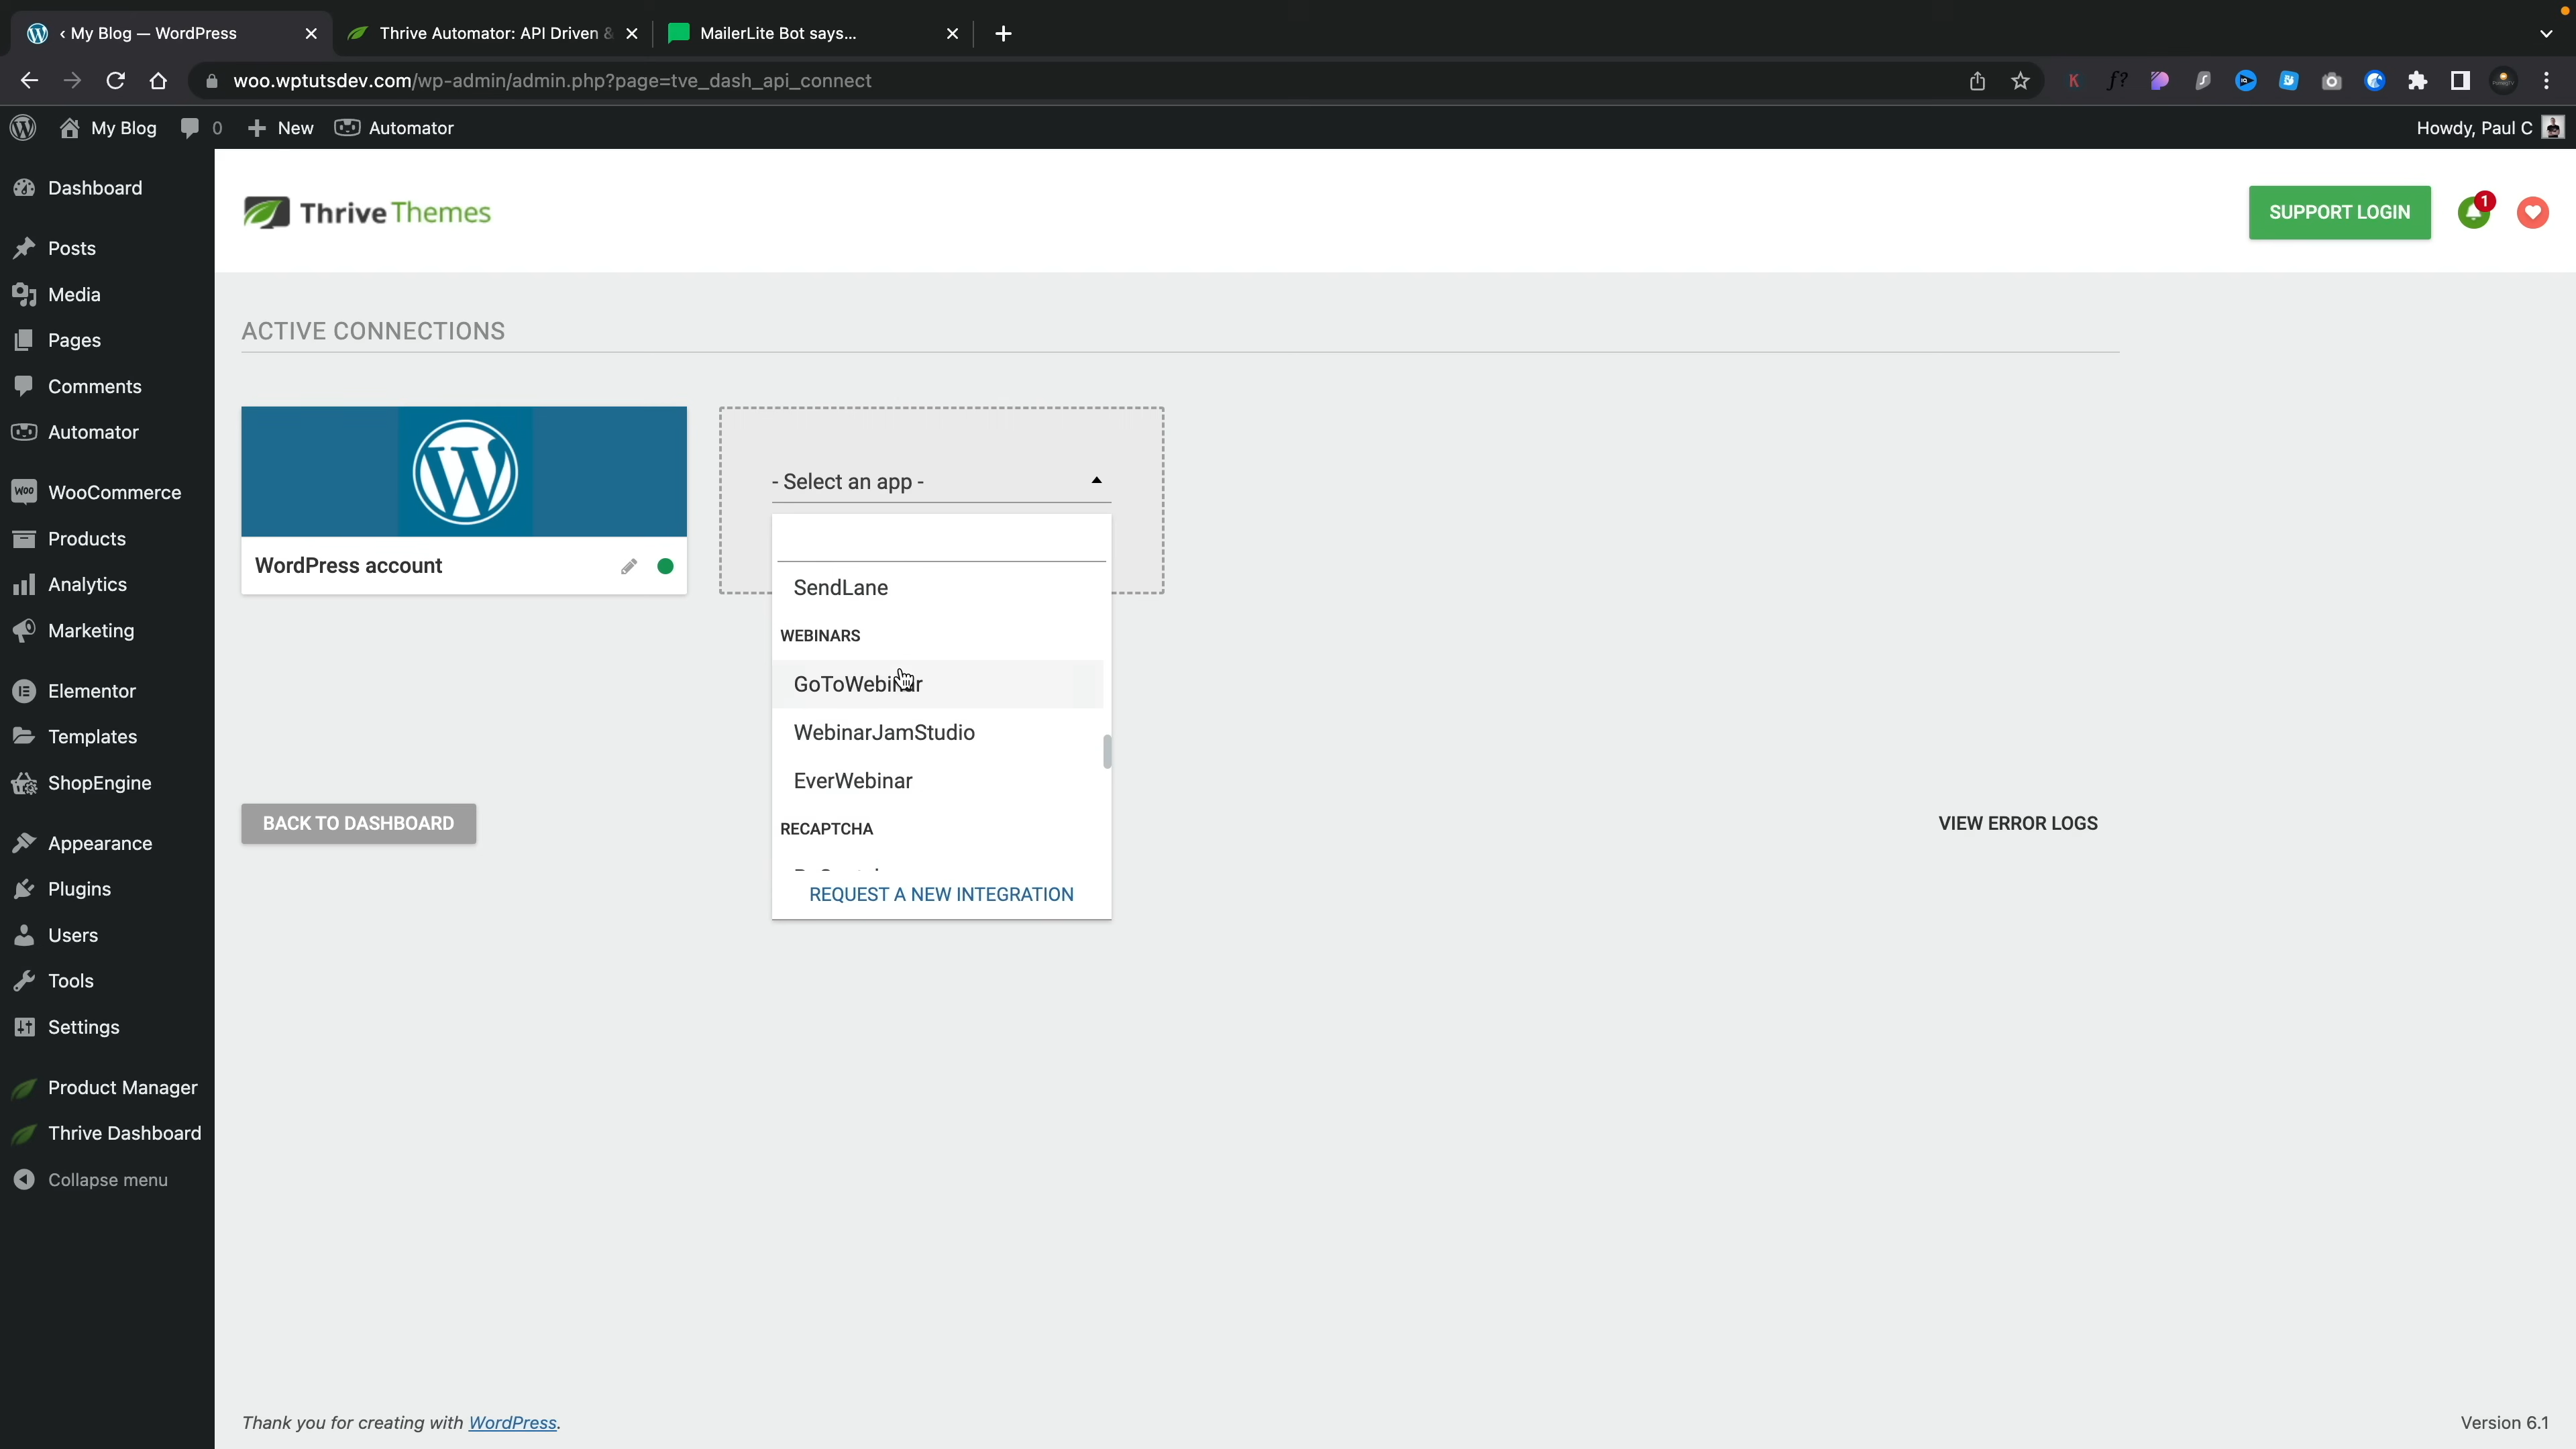 ‹ My Blog — WordPress
Thrive Automator: API Driven &
MailerLite Bot says...
woo.wptutsdev.com/wp-admin/admin.php?page=tve_dash_api_connect
My Blog
0
New
Automator
Howdy, Paul C
Dashboard
Posts
Media
Pages
Comments
Automator
WooCommerce
Products
Analytics
Marketing
Elementor
Templates
ShopEngine
Appearance
Plugins
Users
Tools
Settings
Product Manager
Thrive Dashboard
Collapse menu
Thrive Themes
SUPPORT LOGIN
1
ACTIVE CONNECTIONS
WordPress account
- Select an app -
SendLane
WEBINARS
GoToWebinar
WebinarJamStudio
EverWebinar
RECAPTCHA
REQUEST A NEW INTEGRATION
BACK TO DASHBOARD
VIEW ERROR LOGS
Thank you for creating with WordPress.
Version 6.1